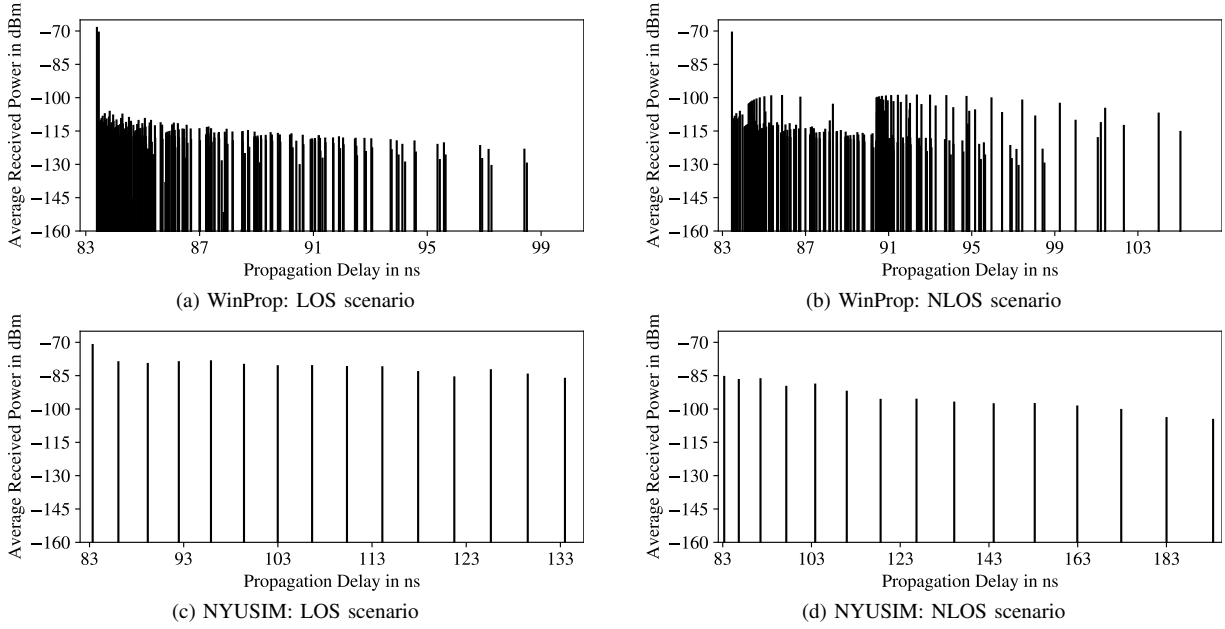 Average Received Power in dBm
−70
−85
−100
−115
−130
−145
−160
83 87 91 95 99
Propagation Delay in ns
(a) WinProp: LOS scenario
Average Received Power in dBm
−70
−85
−100
−115
−130
−145
−160
83 87 91 95 99 103
Propagation Delay in ns
(b) WinProp: NLOS scenario
Average Received Power in dBm
−70
−85
−100
−115
−130
−145
−160
83 93 103 113 123 133
Propagation Delay in ns
(c) NYUSIM: LOS scenario
Average Received Power in dBm
−70
−85
−100
−115
−130
−145
−160
83 103 123 145 163 183
Propagation Delay in ns
(d) NYUSIM: NLOS scenario